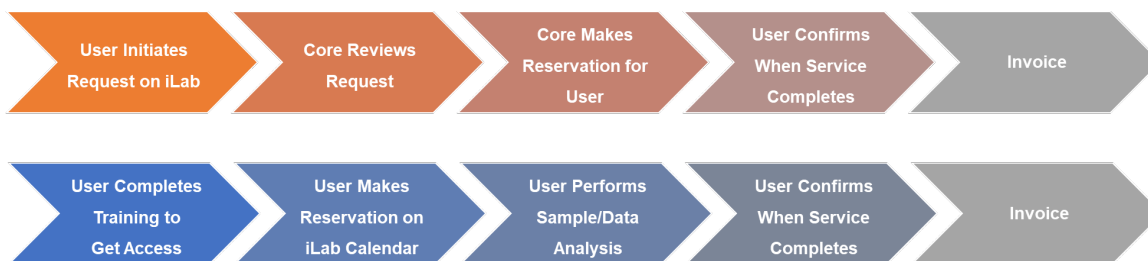 User Initiates
Request on iLab
Core Reviews
Request
Core Makes
Reservation for
User
User Confirms
When Service
Completes
Invoice
User Completes
Training to
Get Access
User Makes
Reservation on
iLab Calendar
User Performs
Sample/Data
Analysis
User Confirms
When Service
Completes
Invoice